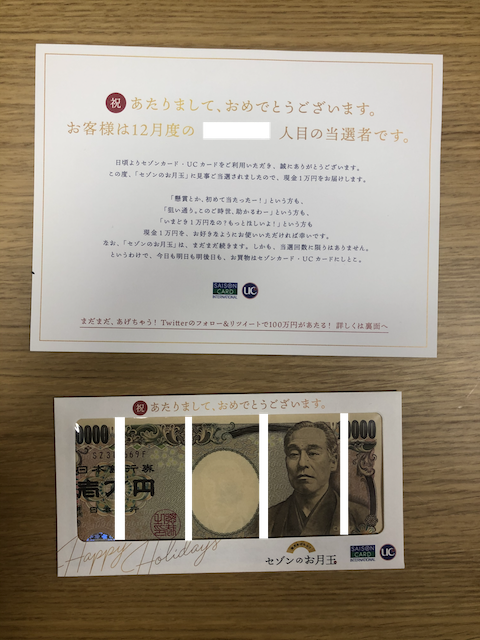 祝 あたりまして、おめでとうございます。
お客様は12月度の 人目の当選者です。
日頃よりセゾンカード・UCカードをご利用いただき、誠にありがとうございます。
この度、「セゾンのお月玉」に見事ご当選されましたので、現金1万円をお届けします。
「懸賞とか、初めて当たったー！」という方も、
「狙い通り。このご時世、助かるわー」という方も、
「いまどき1万円なの？もっとほしいよ！」という方も
現金1万円を、お好きなようにお使いいただければ幸いです。
なお、「セゾンのお月玉」は、まだまだ続きます。しかも、当選回数に限りはありません。
というわけで、今日も明日も明後日も、お買物はセゾンカード・UCカードにしとこ。
SAISON CARD INTERNATIONAL UC
まだまだ、あげちゃう！Twitterのフォロー&リツイートで100万円があたる！詳しくは裏面へ
祝 あたりまして、おめでとうございます。
0000 0000
日本銀行券
壱万円
日本 行
Happy Holidays
セゾンのお月玉
SAISON CARD INTERNATIONAL UC